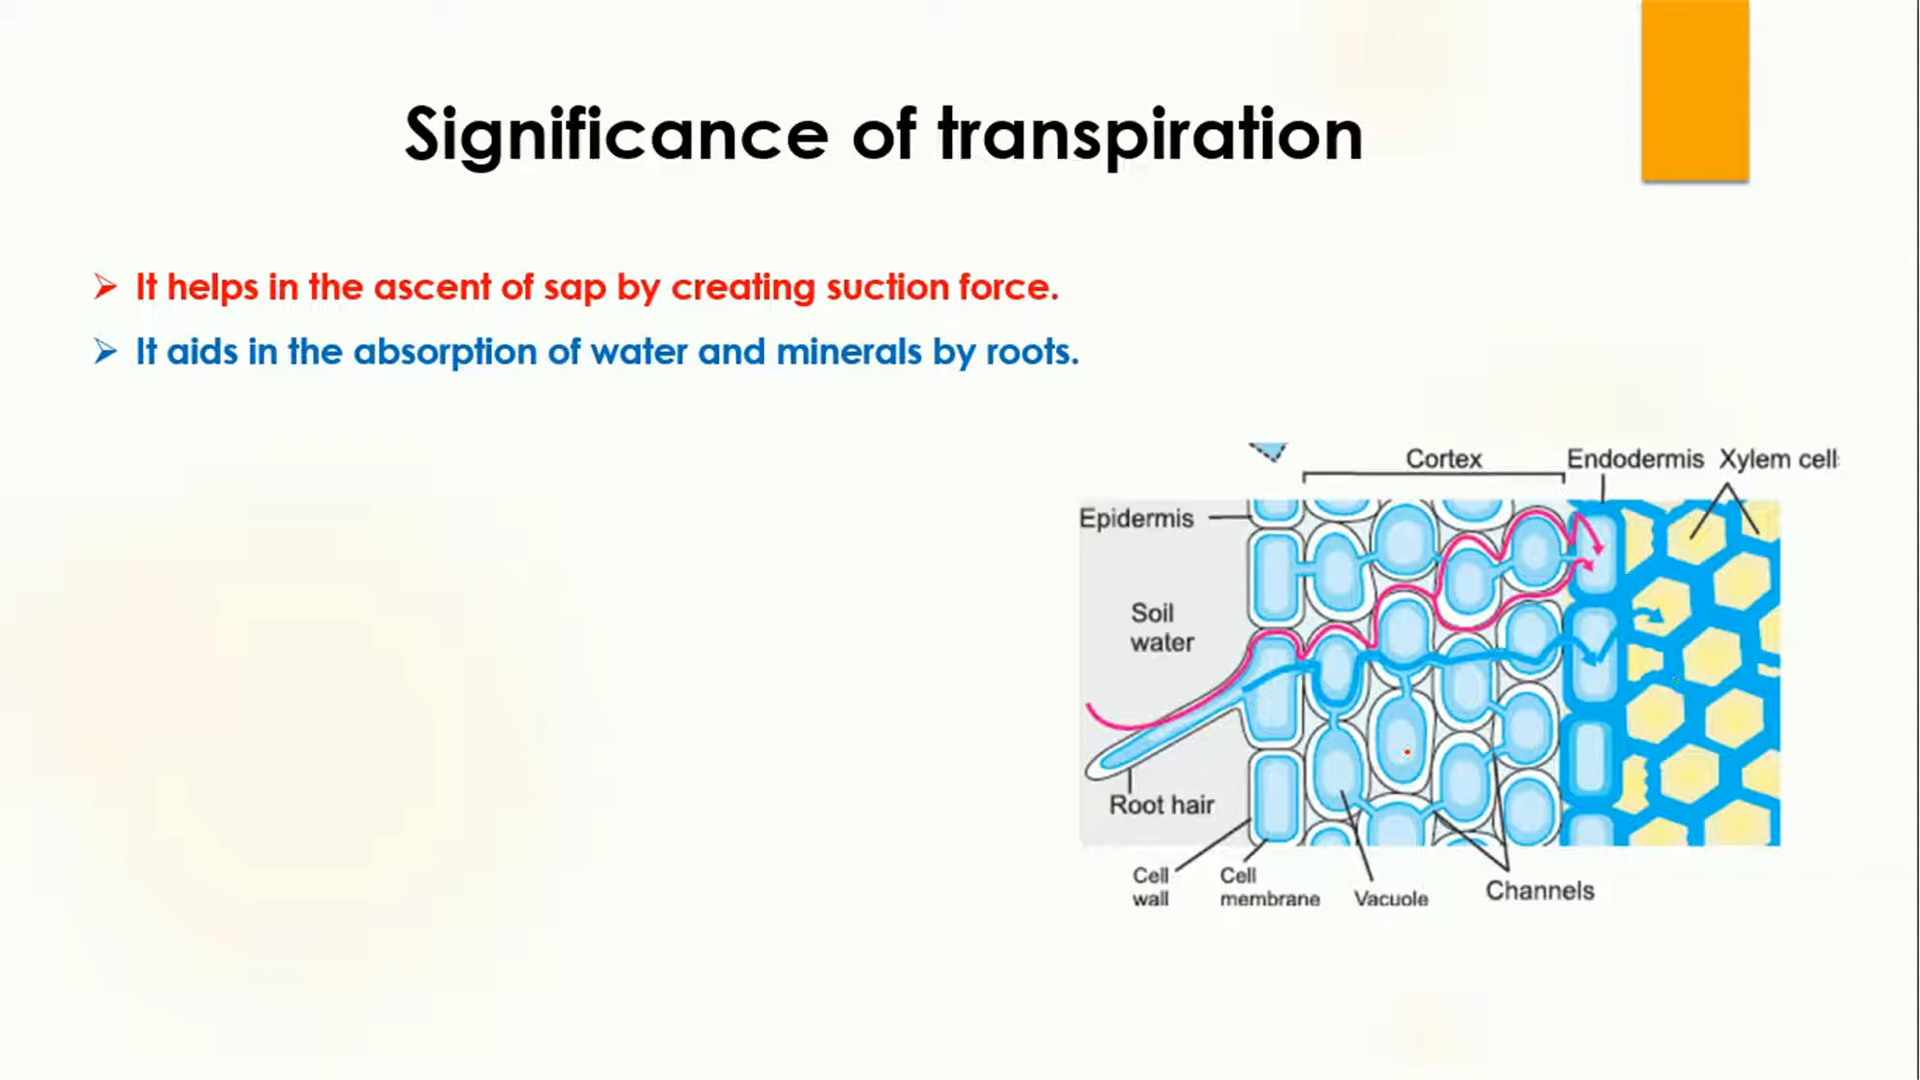 Significance of transpiration
It helps in the ascent of sap by creating suction force.
It aids in the absorption of water and minerals by roots.
Cortex
Endodermis
Xylem cell
Epidermis
Soil
water
Root hair
Cell
wall
Cell
membrane
Vacuole
Channels